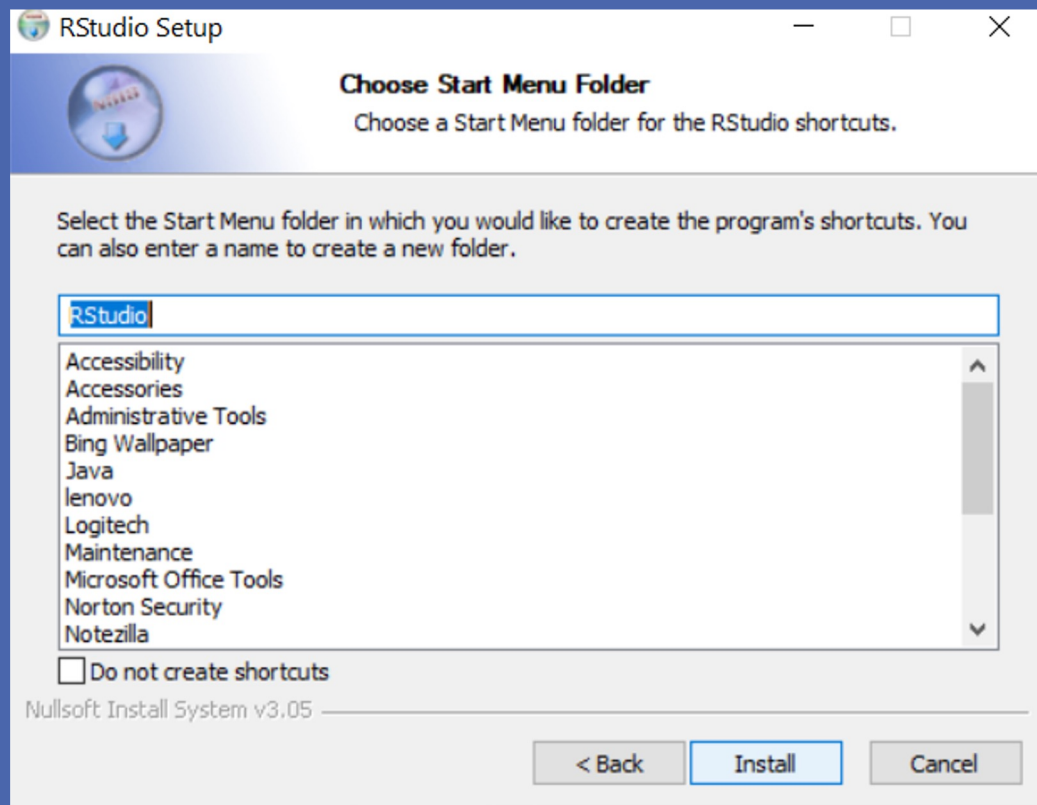 RStudio Setup
Choose Start Menu Folder
Choose a Start Menu folder for the RStudio shortcuts.
Select the Start Menu folder in which you would like to create the program's shortcuts. You
can also enter a name to create a new folder.
RStudio
Accessibility
Accessories
Administrative Tools
Bing Wallpaper
Java
lenovo
Logitech
Maintenance
Microsoft Office Tools
Norton Security
Notezilla
Do not create shortcuts
Nullsoft Install System v3.05
< Back
Install
Cancel